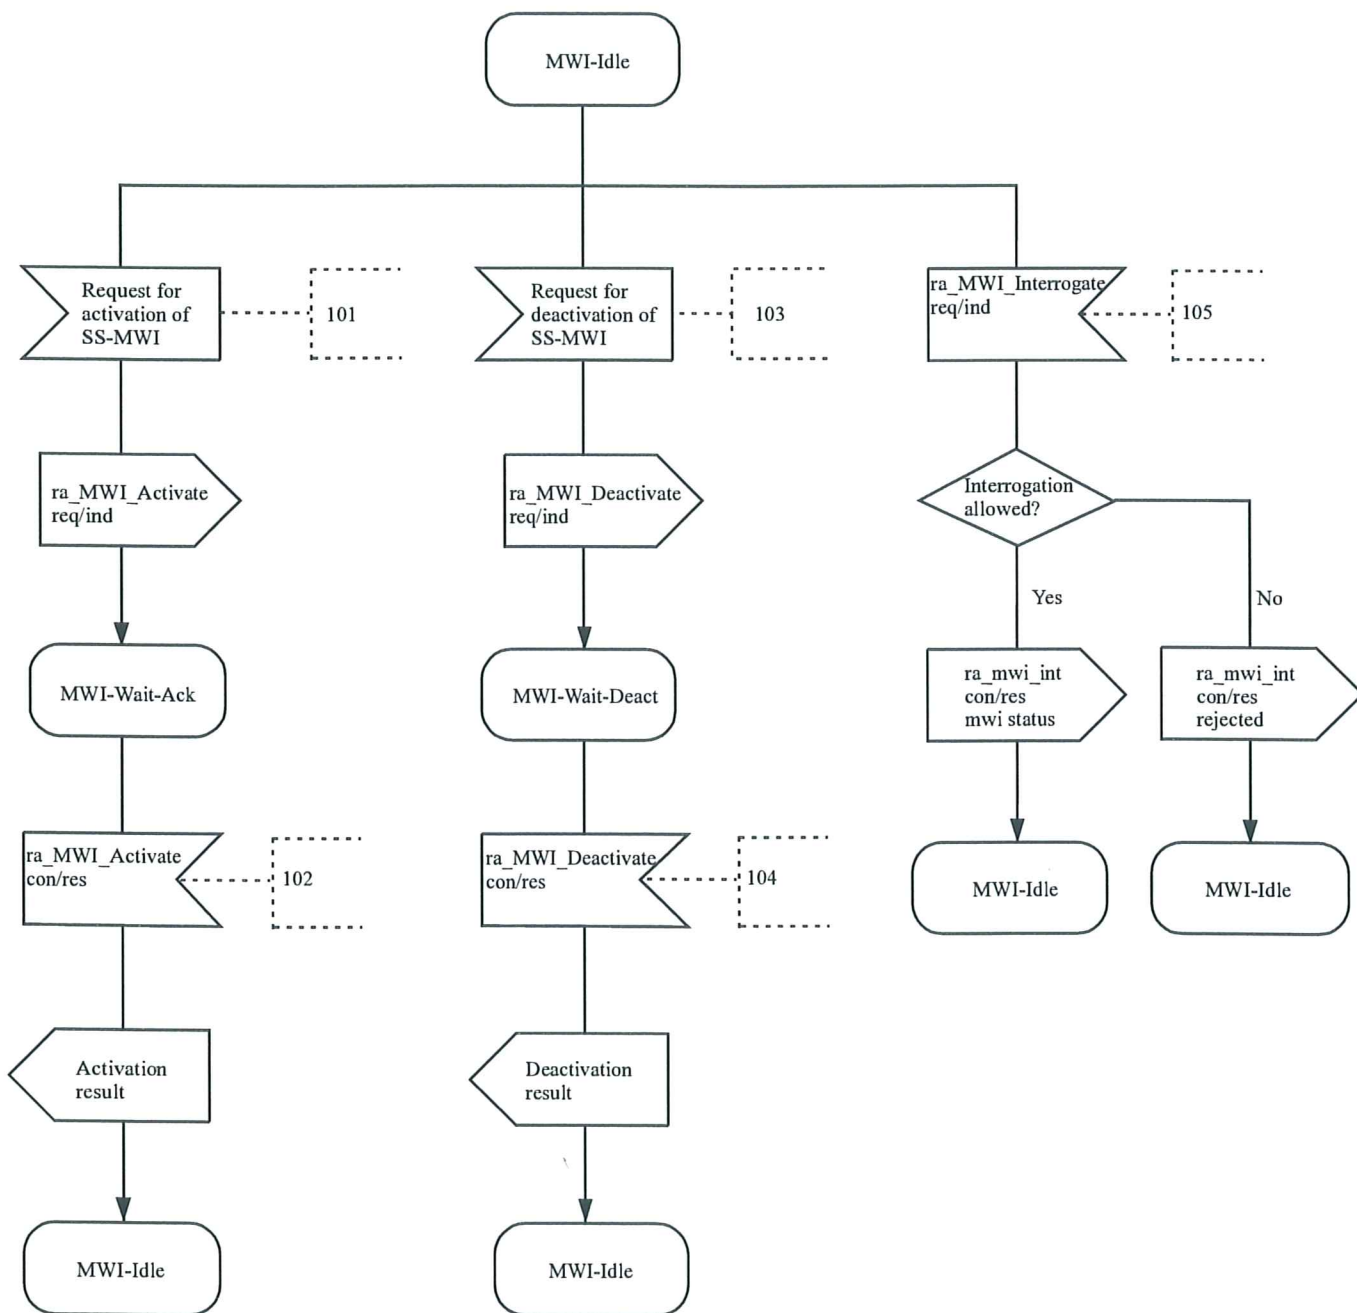 MWI-Idle
Request for
activation of
SS-MWI
101
Request for
deactivation of
SS-MWI
103
ra_MWI_Interrogate
req/ind
105
ra_MWI_Activate
req/ind
ra_MWI_Deactivate
req/ind
Interrogation
allowed?
Yes
No
MWI-Wait-Ack
MWI-Wait-Deact
ra_mwi_int
con/res
mwi status
ra_mwi_int
con/res
rejected
ra_MWI_Activate
con/res
102
ra_MWI_Deactivate
con/res
104
MWI-Idle
MWI-Idle
Activation
result
Deactivation
result
MWI-Idle
MWI-Idle